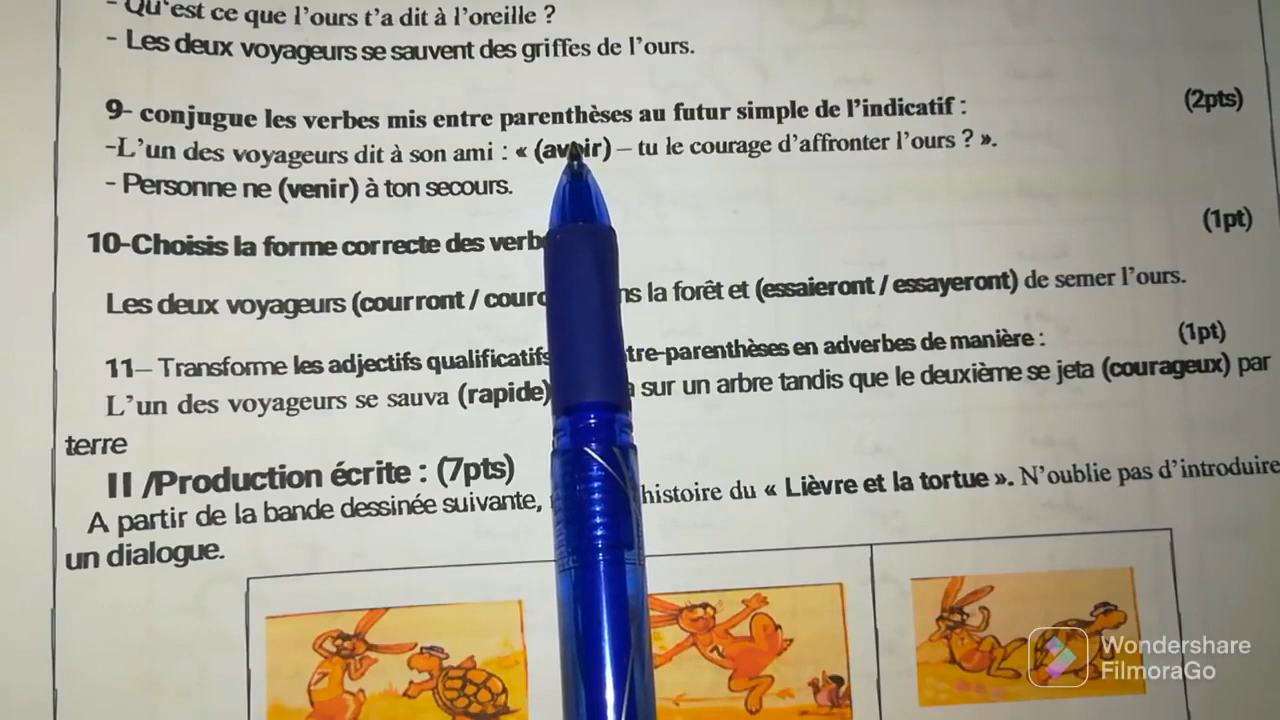 - Qu'est ce que l'ours t'a dit à l'oreille ?
- Les deux voyageurs se sauvent des griffes de l'ours.
9- conjugue les verbes mis entre parenthèses au futur simple de l'indicatif : (2pts)
-L'un des voyageurs dit à son ami : « (avoir) – tu le courage d'affronter l'ours ? ».
- Personne ne (venir) à ton secours.
10-Choisis la forme correcte des (1pt)
Les deux voyageurs (courront / la forêt et (essaieront / essayeront) de semer l'ours.
11– Transforme les adjectifs qualificatifs en adverbes de manière : (1pt)
L'un des voyageurs se sauva (rapide) sur un arbre tandis que le deuxième se jeta (courageux) par
terre
II /Production écrite : (7pts)
A partir de la bande dessinée suivante, histoire du « Lièvre et la tortue ». N'oublie pas d'introduire
un dialogue.
Wondershare
FilmoraGo